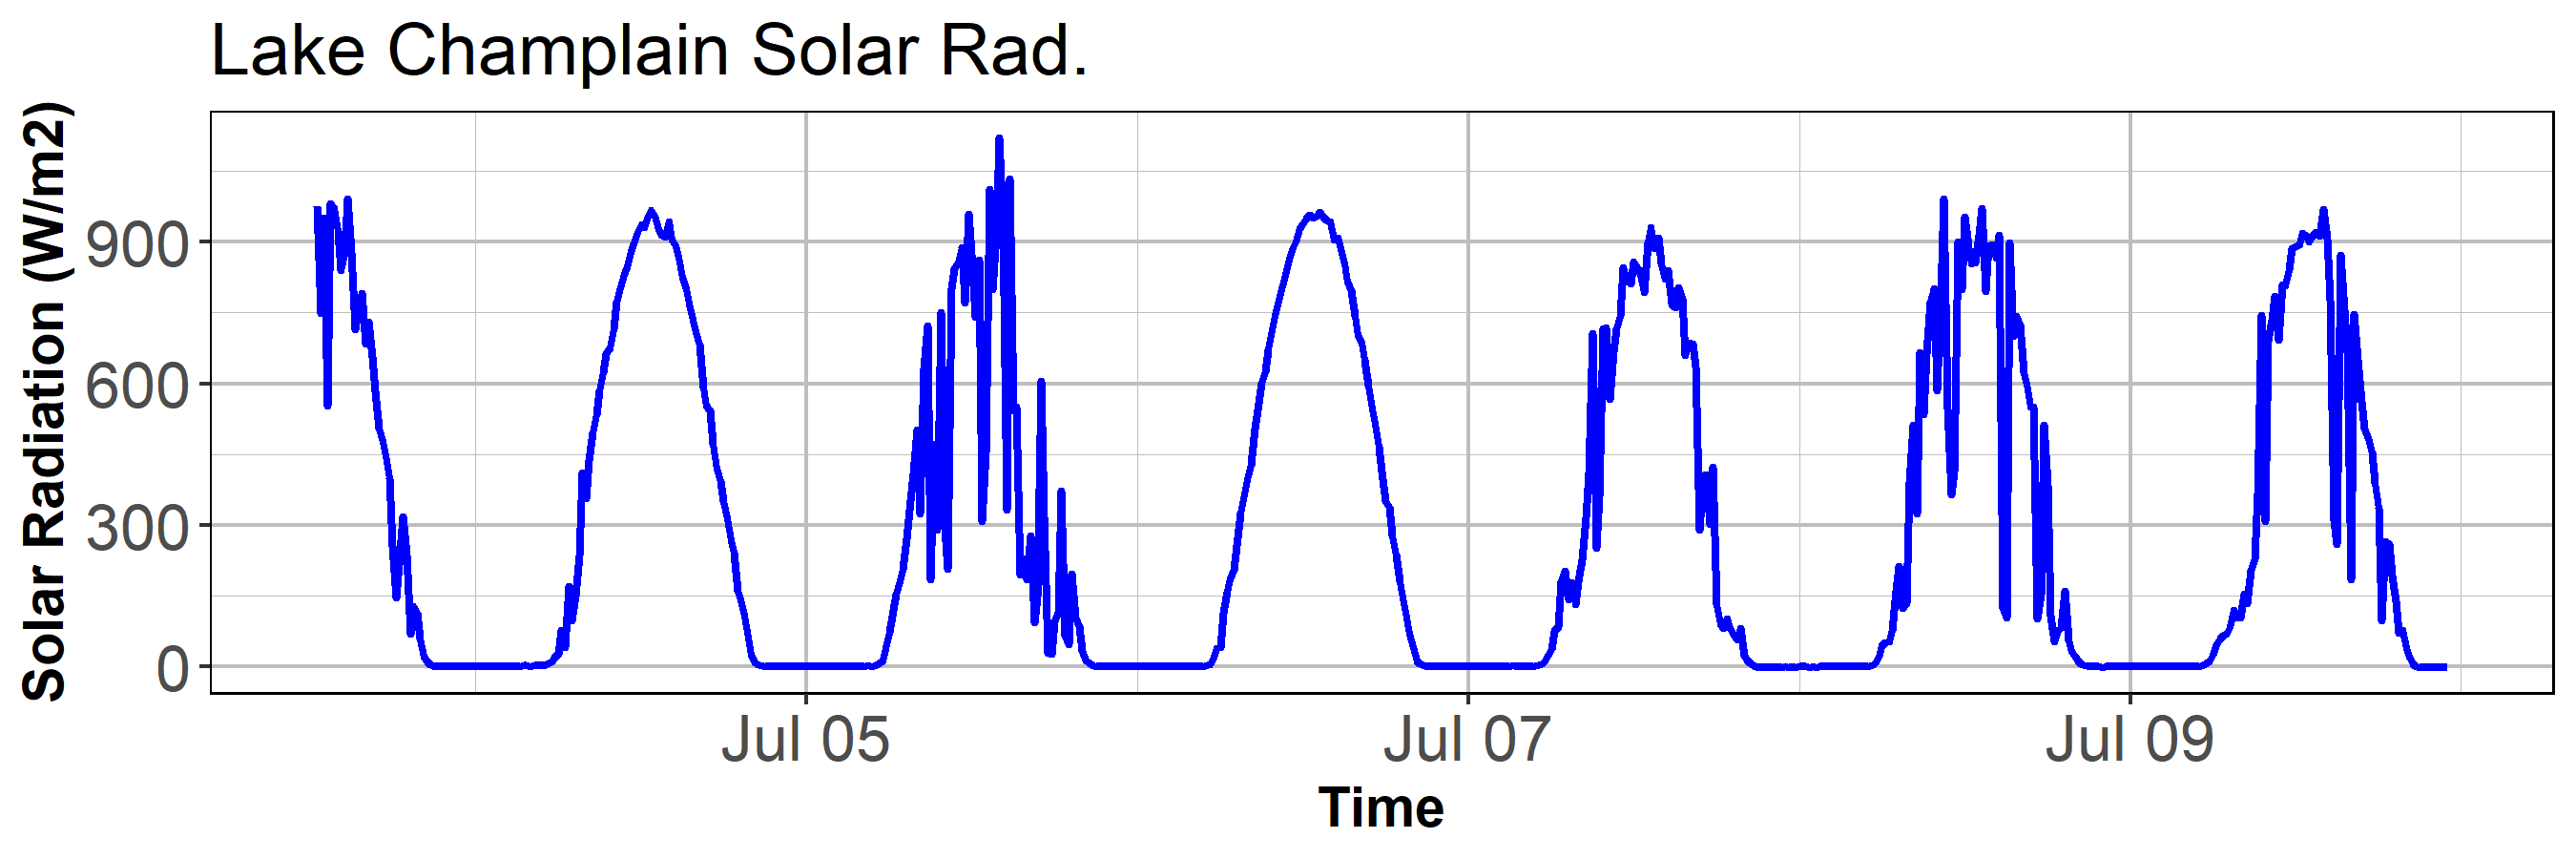 Lake Champlain Solar Rad.
Solar Radiation (W/m2)
900
600
300
0
Jul 05 Jul 07 Jul 09
Time